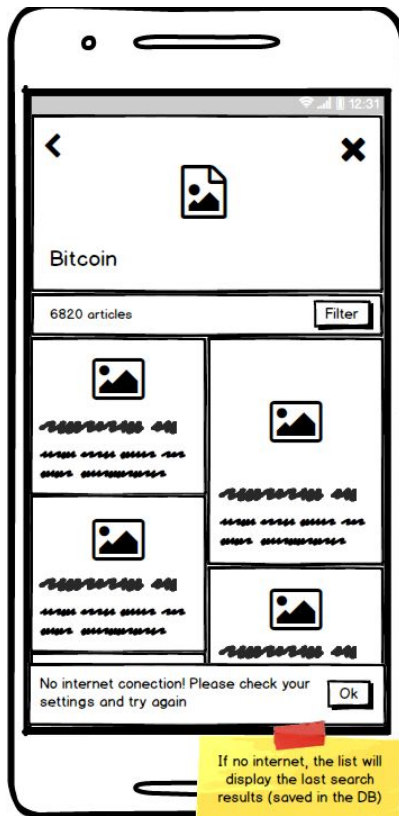 12:31
Bitcoin
6820 articles
Filter
No internet conection! Please check your
settings and try again
Ok
If no internet, the list will
display the last search
results (saved in the DB)